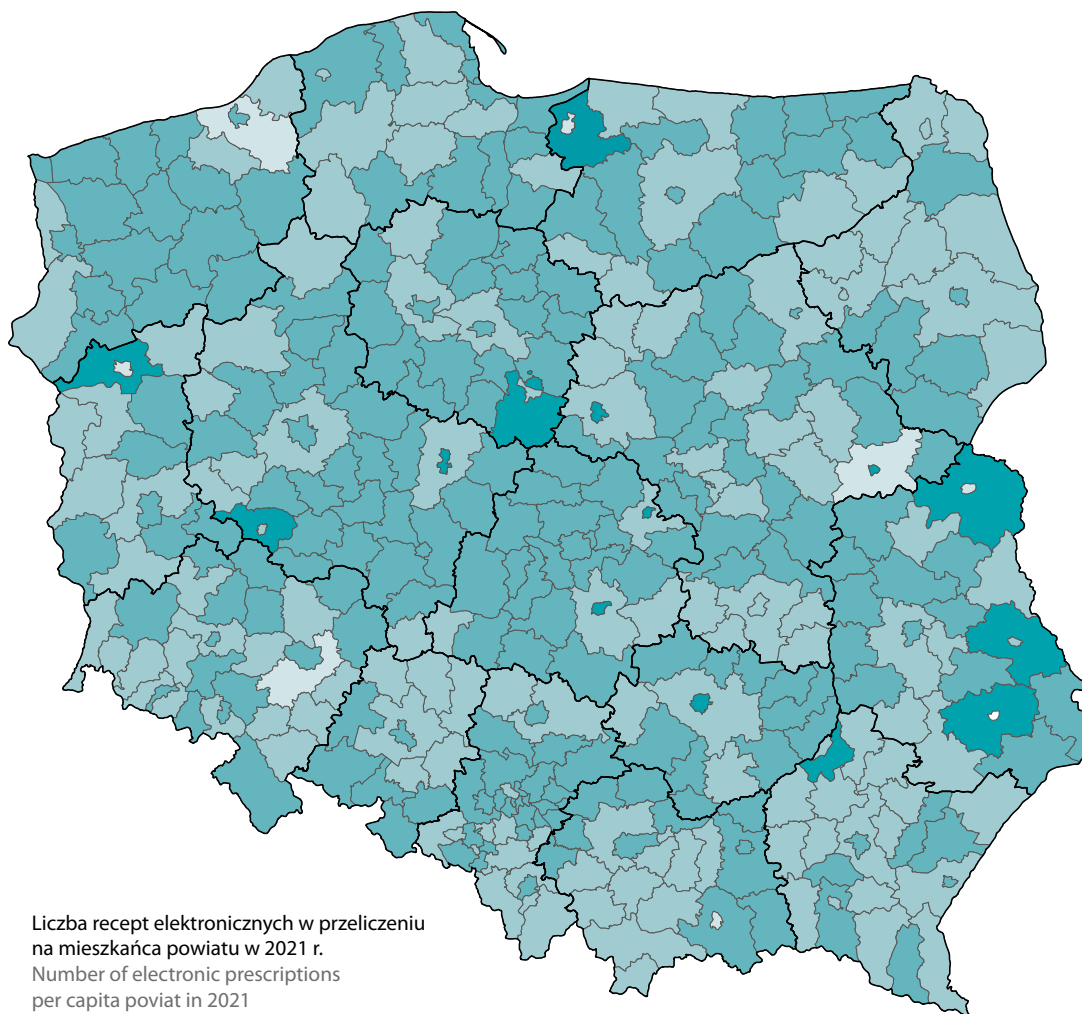 Liczba recept elektronicznych w przeliczeniu
na mieszkańca powiatu w 2021 r.
Number of electronic prescriptions
per capita poviat in 2021